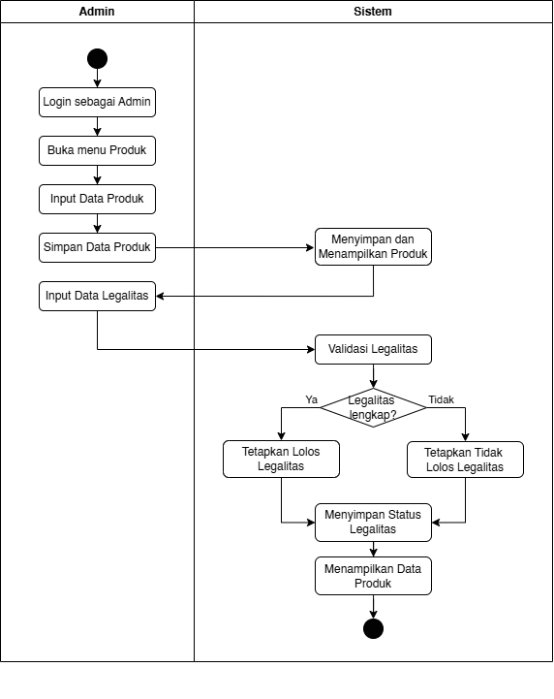 Admin
Sistem
Login sebagai Admin
Buka menu Produk
Input Data Produk
Simpan Data Produk
Menyimpan dan
Menampilkan Produk
Input Data Legalitas
Validasi Legalitas
Legalitas
lengkap?
Ya
Tidak
Tetapkan Lolos
Legalitas
Tetapkan Tidak
Lolos Legalitas
Menyimpan Status
Legalitas
Menampilkan Data
Produk